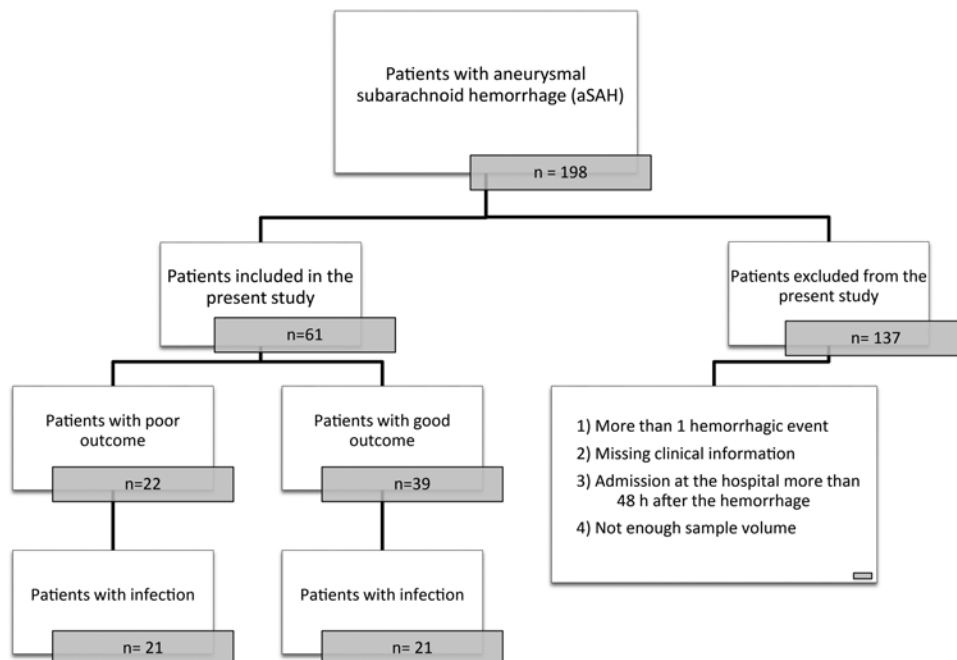 Patients with aneurysmal
subarachnoid hemorrhage (aSAH)
n = 198
Patients included in the
present study
n=61
Patients excluded from the
present study
n= 137
Patients with poor
outcome
n=22
Patients with good
outcome
n=39
1) More than 1 hemorrhagic event
2) Missing clinical information
3) Admission at the hospital more than
48 h after the hemorrhage
4) Not enough sample volume
Patients with infection
n= 21
Patients with infection
n= 21